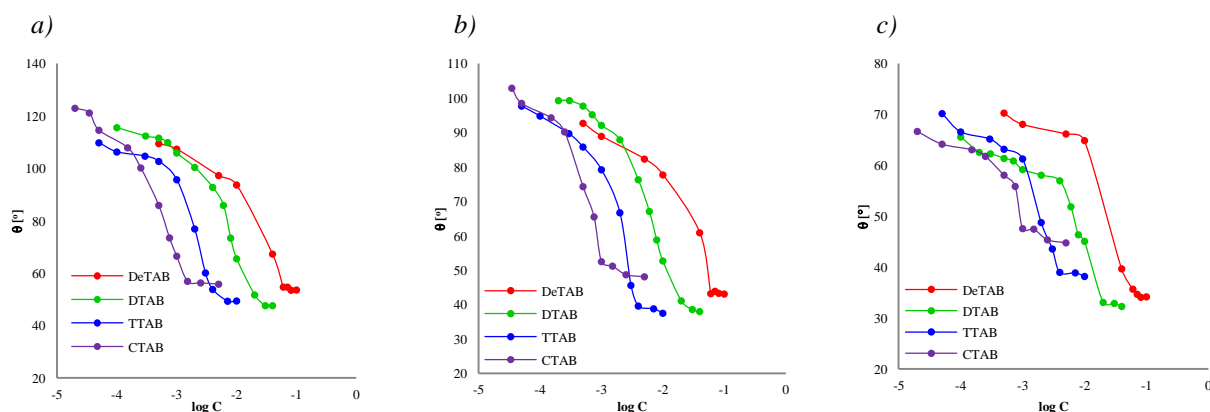 a)
140
120
100
80
60
40
20
θ [º]
DeTAB
DTAB
TTAB
CTAB
-5 -4 -3 -2 -1 0
log C
b)
110
100
90
80
70
60
50
40
30
20
θ [º]
DeTAB
DTAB
TTAB
CTAB
-5 -4 -3 -2 -1 0
log C
c)
80
70
60
50
40
30
20
θ [°]
DeTAB
DTAB
TTAB
CTAB
-5 -4 -3 -2 -1 0
log C